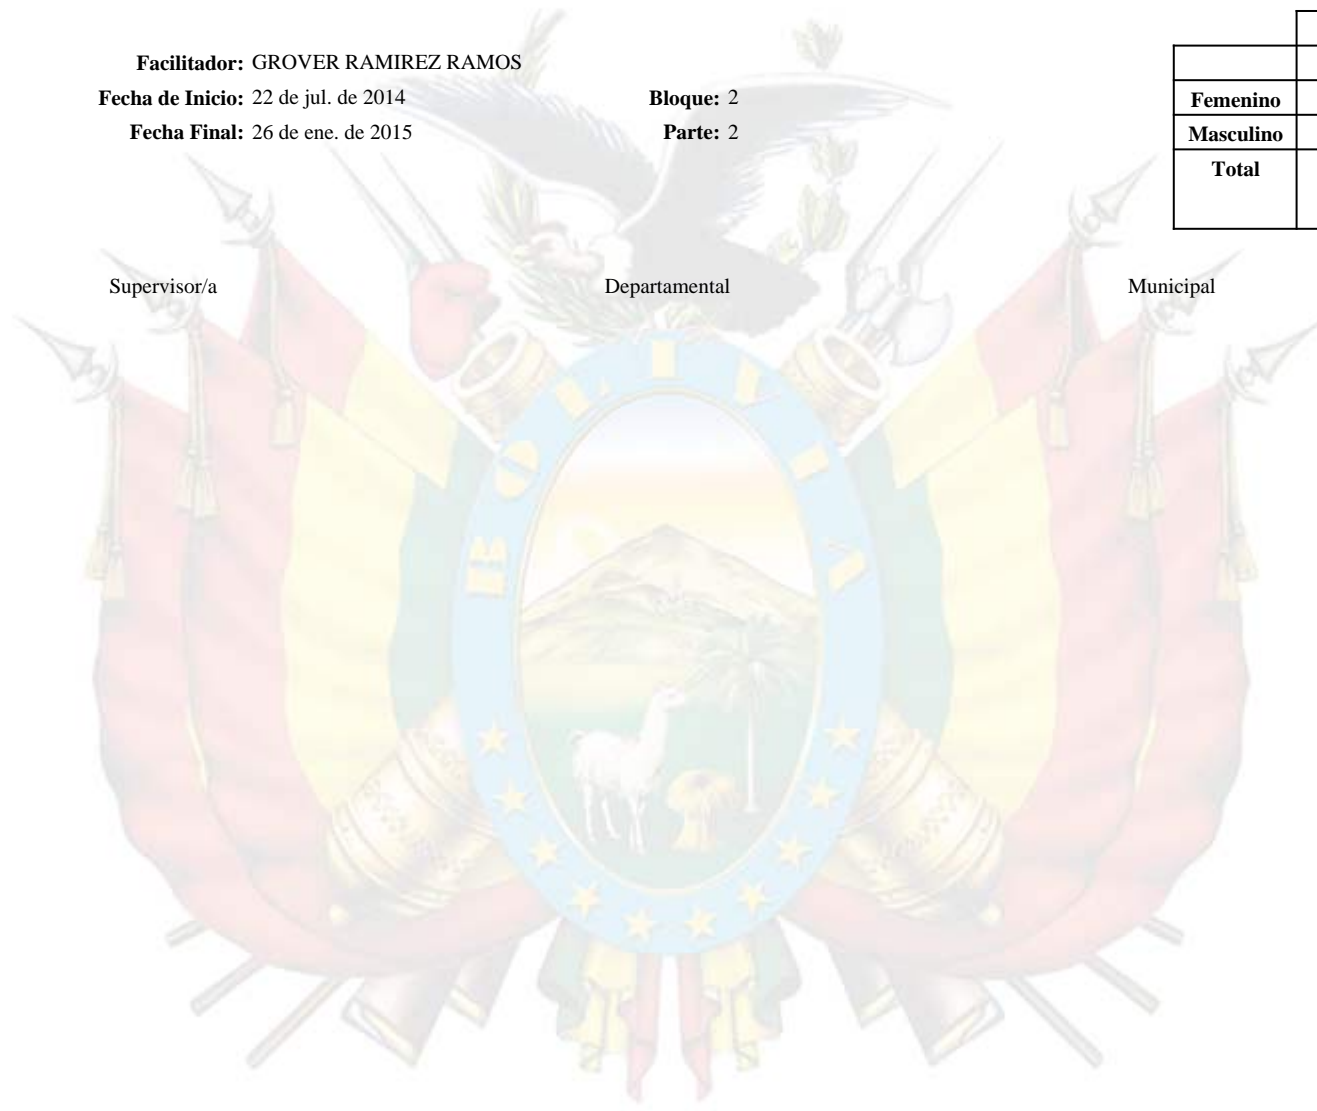 Facilitador: GROVER RAMIREZ RAMOS
Fecha de Inicio: 22 de jul. de 2014 Bloque: 2
Fecha Final: 26 de ene. de 2015 Parte: 2
Femenino
Masculino
Total
Supervisor/a Departamental Municipal
BOLIVIA